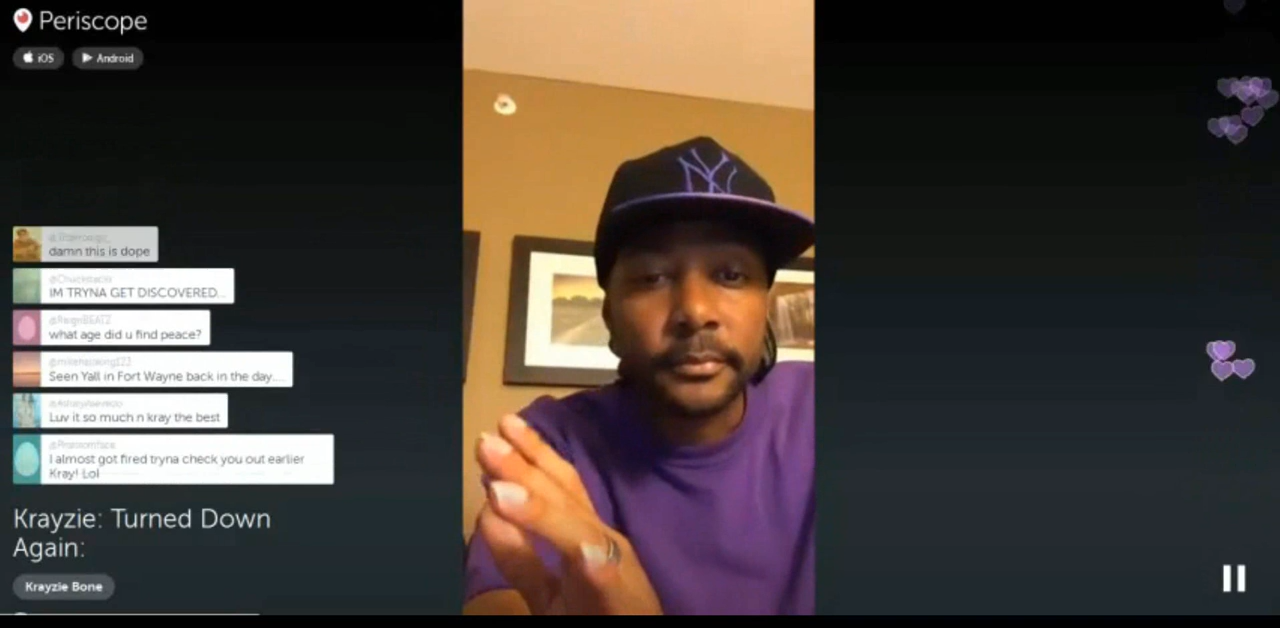 Periscope
iOS
Android
damn this is dope
IM TRYNA GET DISCOVERED...
@ReignBEATZ
what age did u find peace?
Seen Yall in Fort Wayne back in the day....
Luv it so much n kray the best
I almost got fired tryna check you out earlier
Kray! Lol
Krayzie: Turned Down
Again:
Krayzie Bone
NY